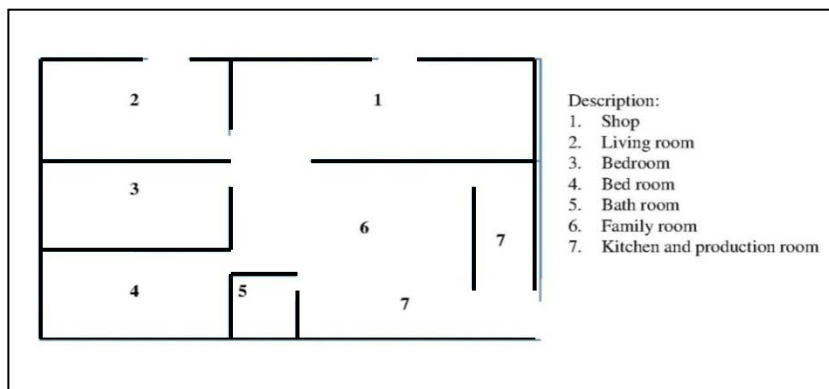 2
1
3
6
7
4
5
7
Description:
1. Shop
2. Living room
3. Bedroom
4. Bed room
5. Bath room
6. Family room
7. Kitchen and production room